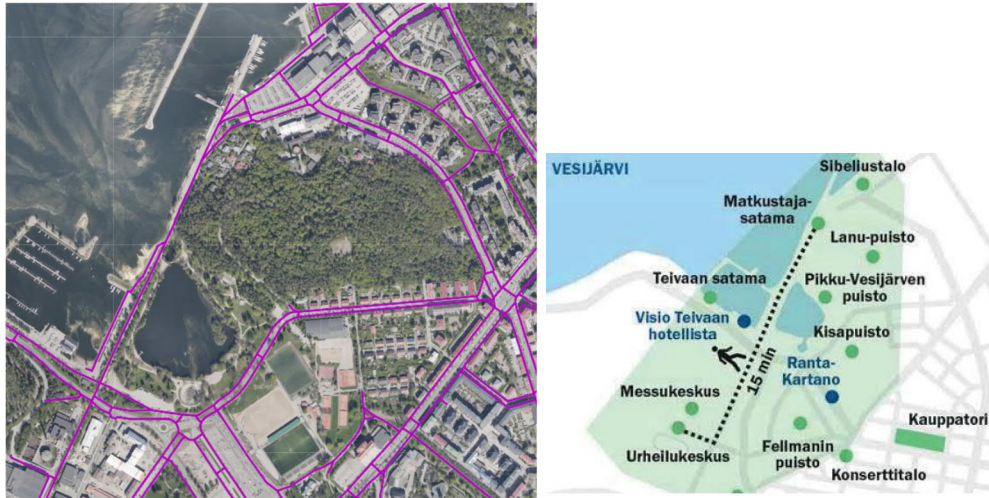 VESIJÄRVI
Sibeliustalo
Matkustaja-
satama
Lanu-puisto
Teivaan satama
Pikku-Vesijärven
puisto
Visio Teivaan
hotellista
Kisapuisto
Ranta-
Kartano
15 min
Messukeskus
Kauppatori
Urheilukeskus
Fellmanin
puisto
Konserttitalo